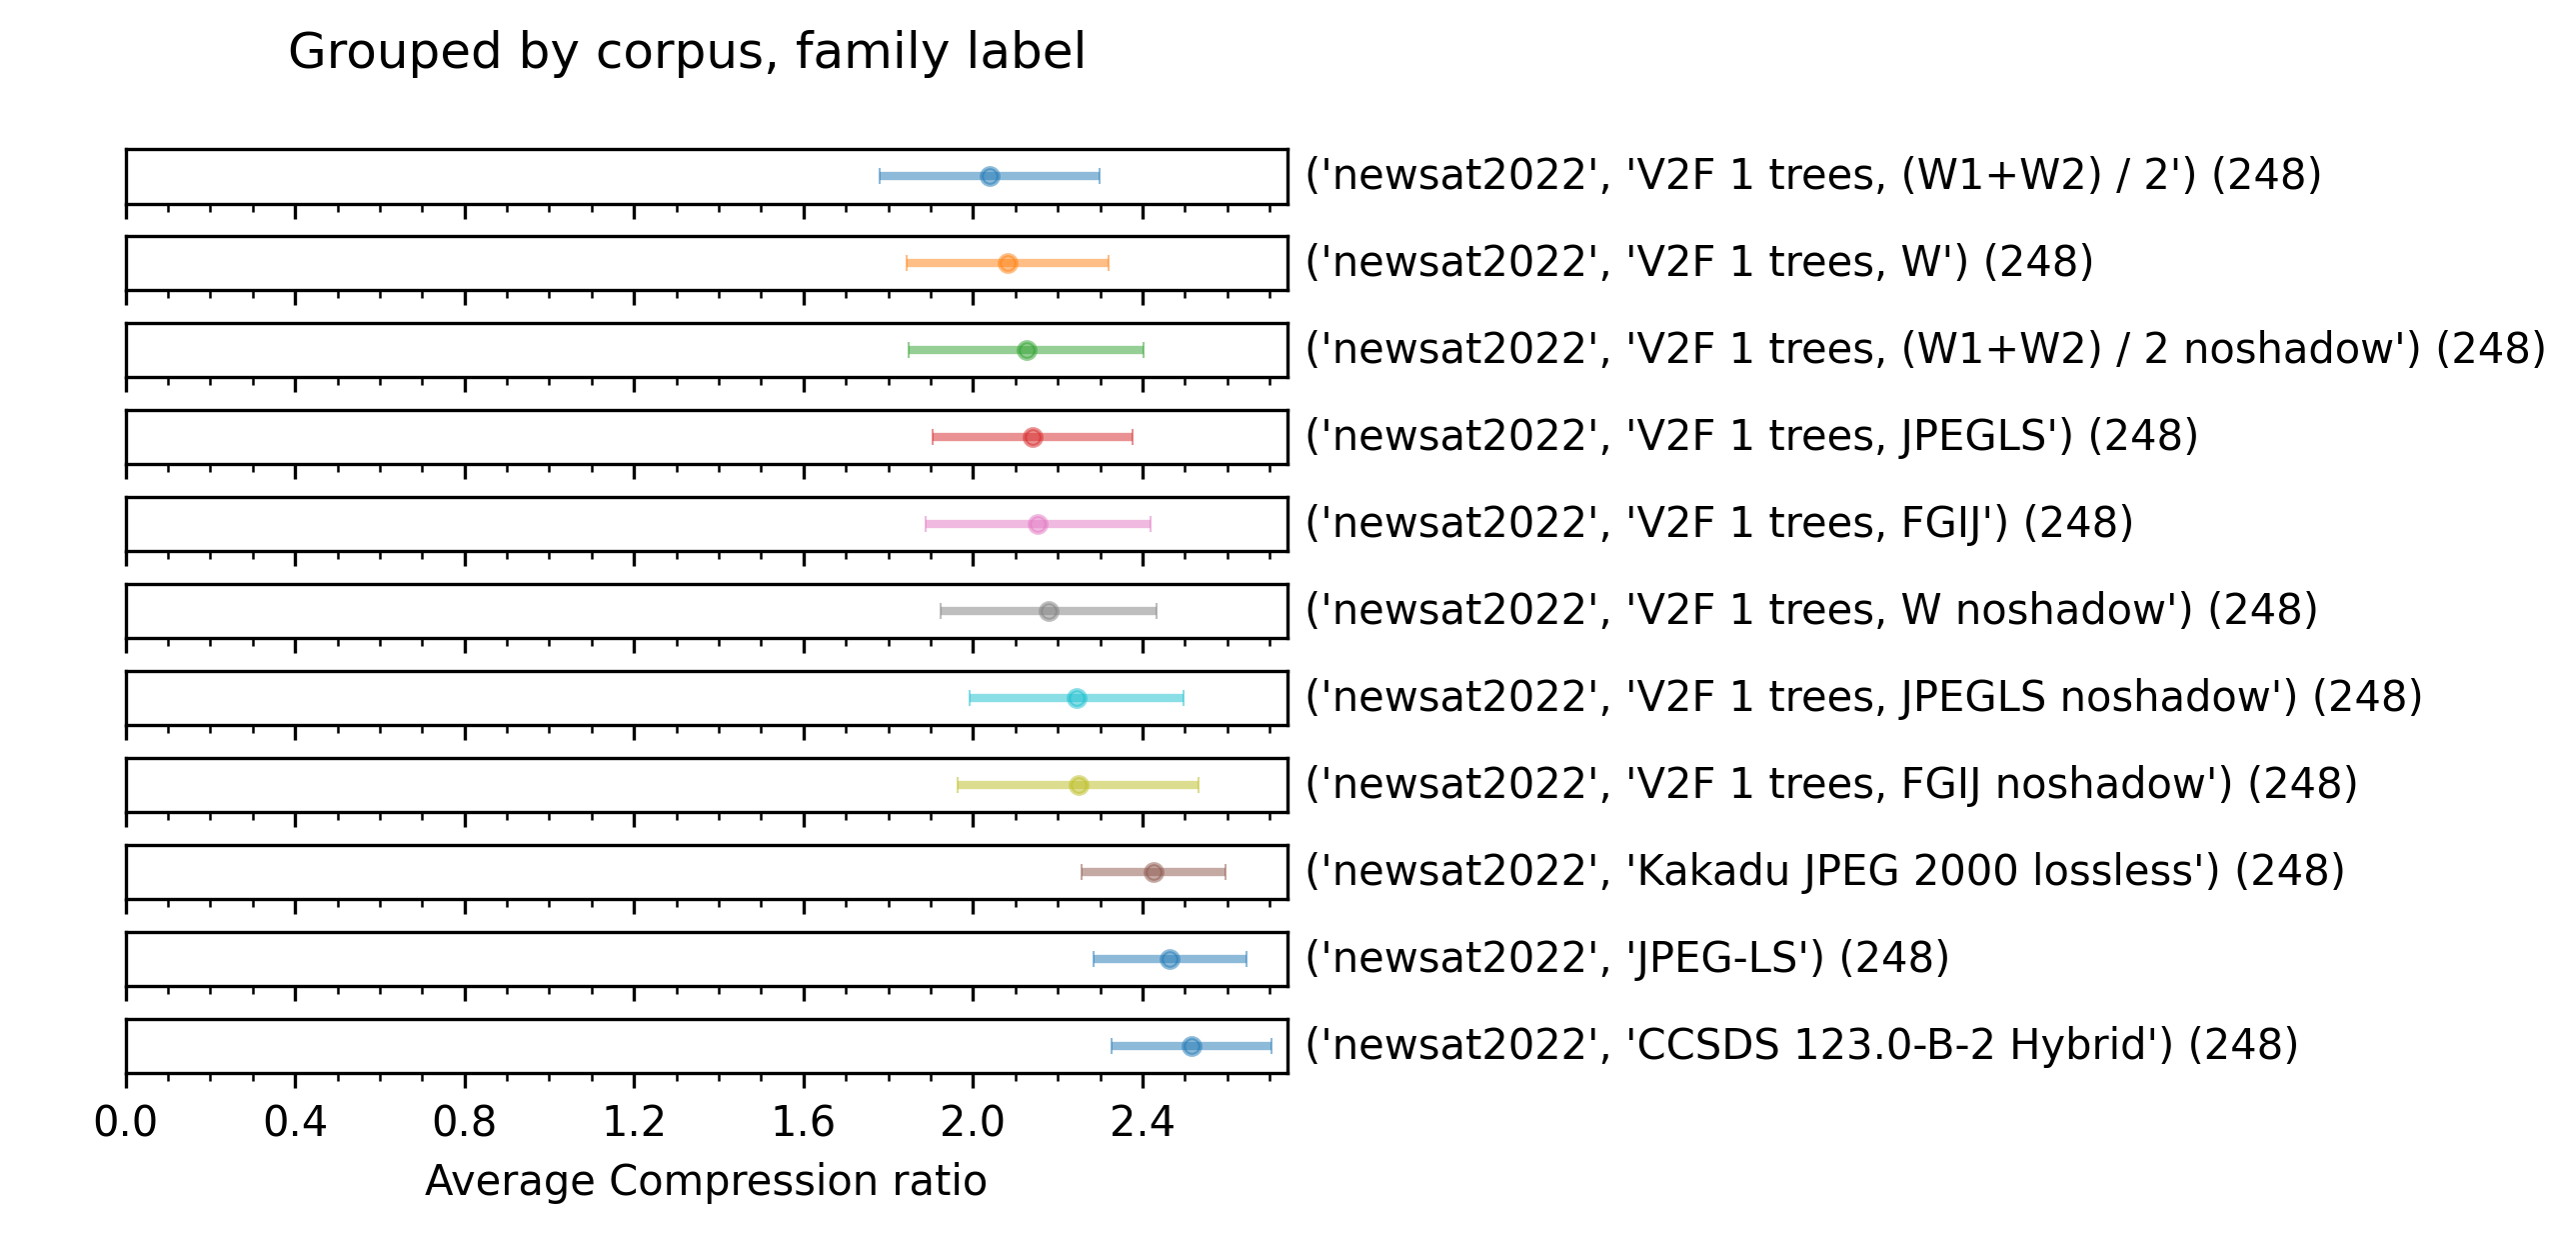 Grouped by corpus, family label
('newsat2022', 'V2F 1 trees, (W1+W2) / 2') (248)
('newsat2022', 'V2F 1 trees, W') (248)
('newsat2022', 'V2F 1 trees, (W1+W2) / 2 noshadow') (248)
('newsat2022', 'V2F 1 trees, JPEGLS') (248)
('newsat2022', 'V2F 1 trees, FGIJ') (248)
('newsat2022', 'V2F 1 trees, W noshadow') (248)
('newsat2022', 'V2F 1 trees, JPEGLS noshadow') (248)
('newsat2022', 'V2F 1 trees, FGIJ noshadow') (248)
('newsat2022', 'Kakadu JPEG 2000 lossless') (248)
('newsat2022', 'JPEG-LS') (248)
('newsat2022', 'CCSDS 123.0-B-2 Hybrid') (248)
0.0 0.4 0.8 1.2 1.6 2.0 2.4
Average Compression ratio